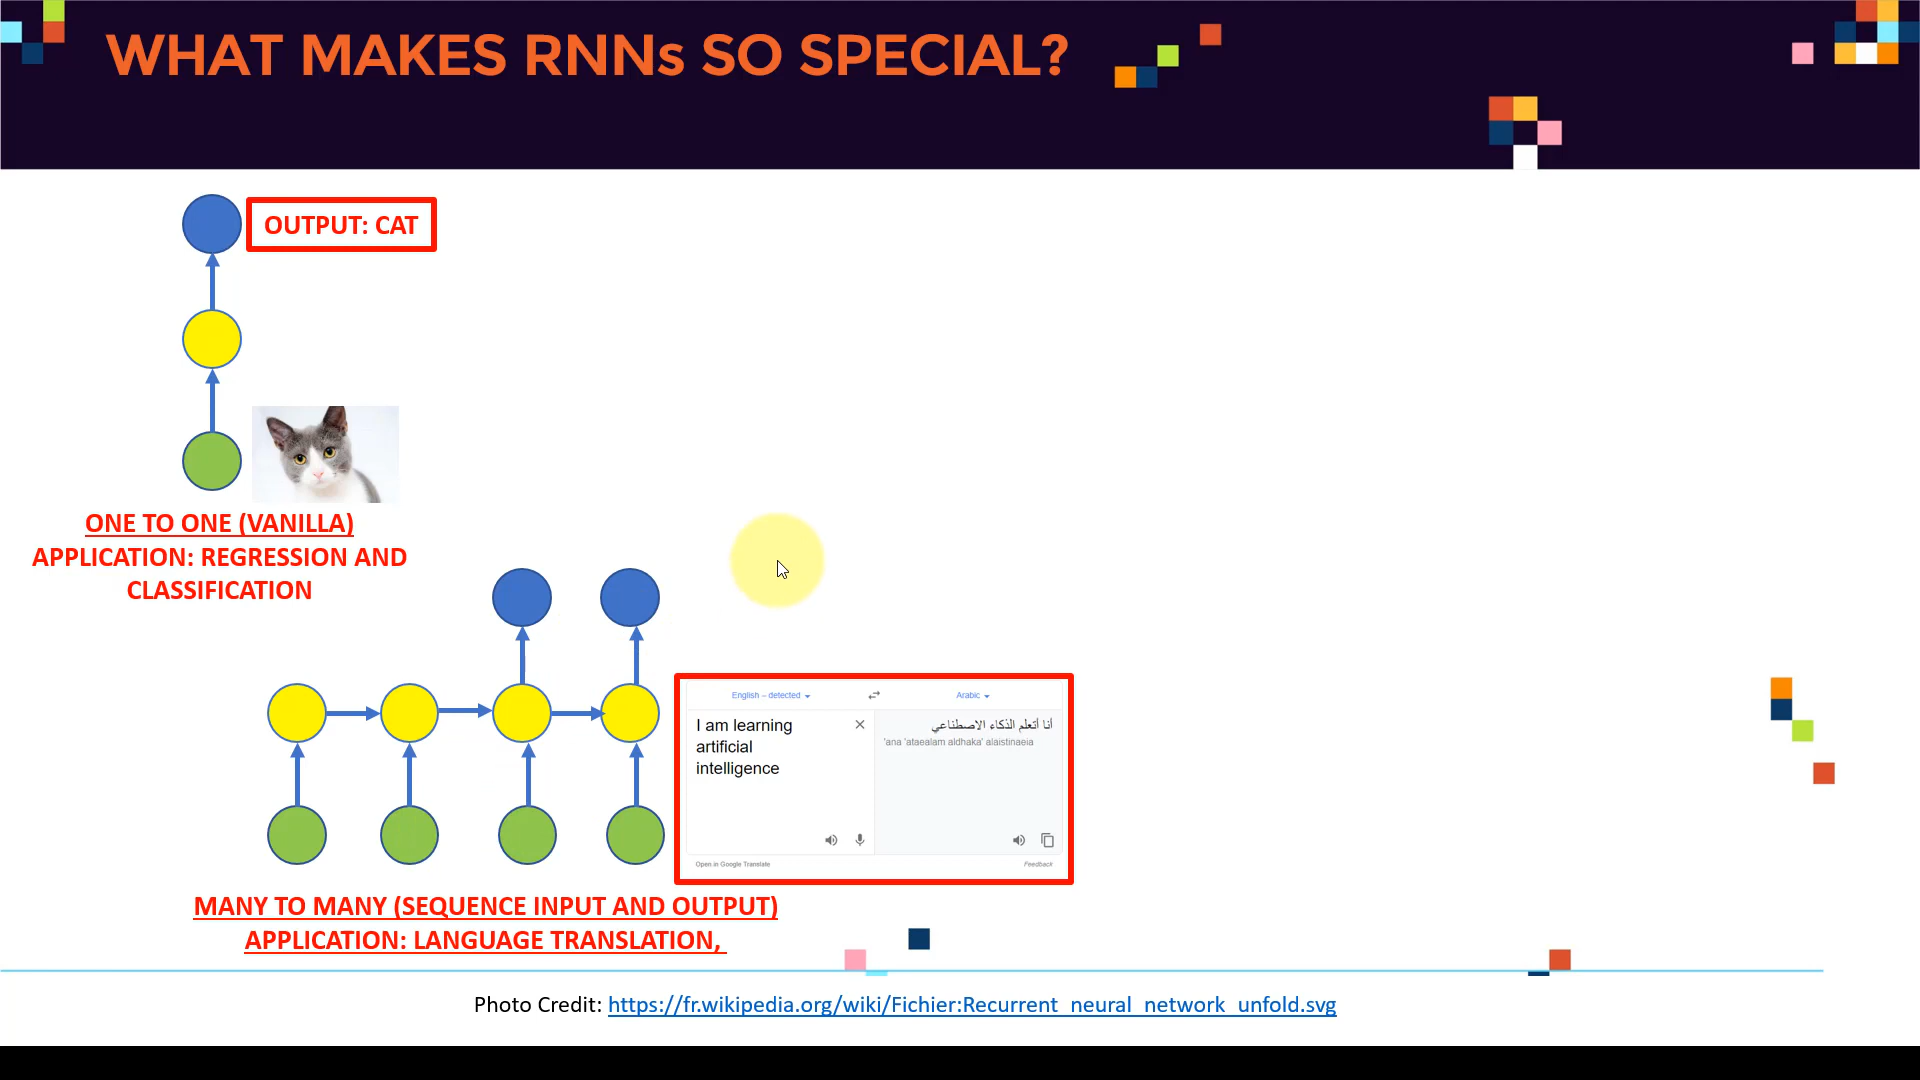 WHAT MAKES RNNs SO SPECIAL?
OUTPUT: CAT
ONE TO ONE (VANILLA)
APPLICATION: REGRESSION AND
CLASSIFICATION
English – detected
Arabic
I am learning
artificial
intelligence
أنا أتعلم الذكاء الاصطناعي
'ana 'ataealam aldhaka' alaistinaeia
Open in Google Translate
Feedback
MANY TO MANY (SEQUENCE INPUT AND OUTPUT)
APPLICATION: LANGUAGE TRANSLATION,
Photo Credit: https://fr.wikipedia.org/wiki/Fichier:Recurrent_neural_network_unfold.svg